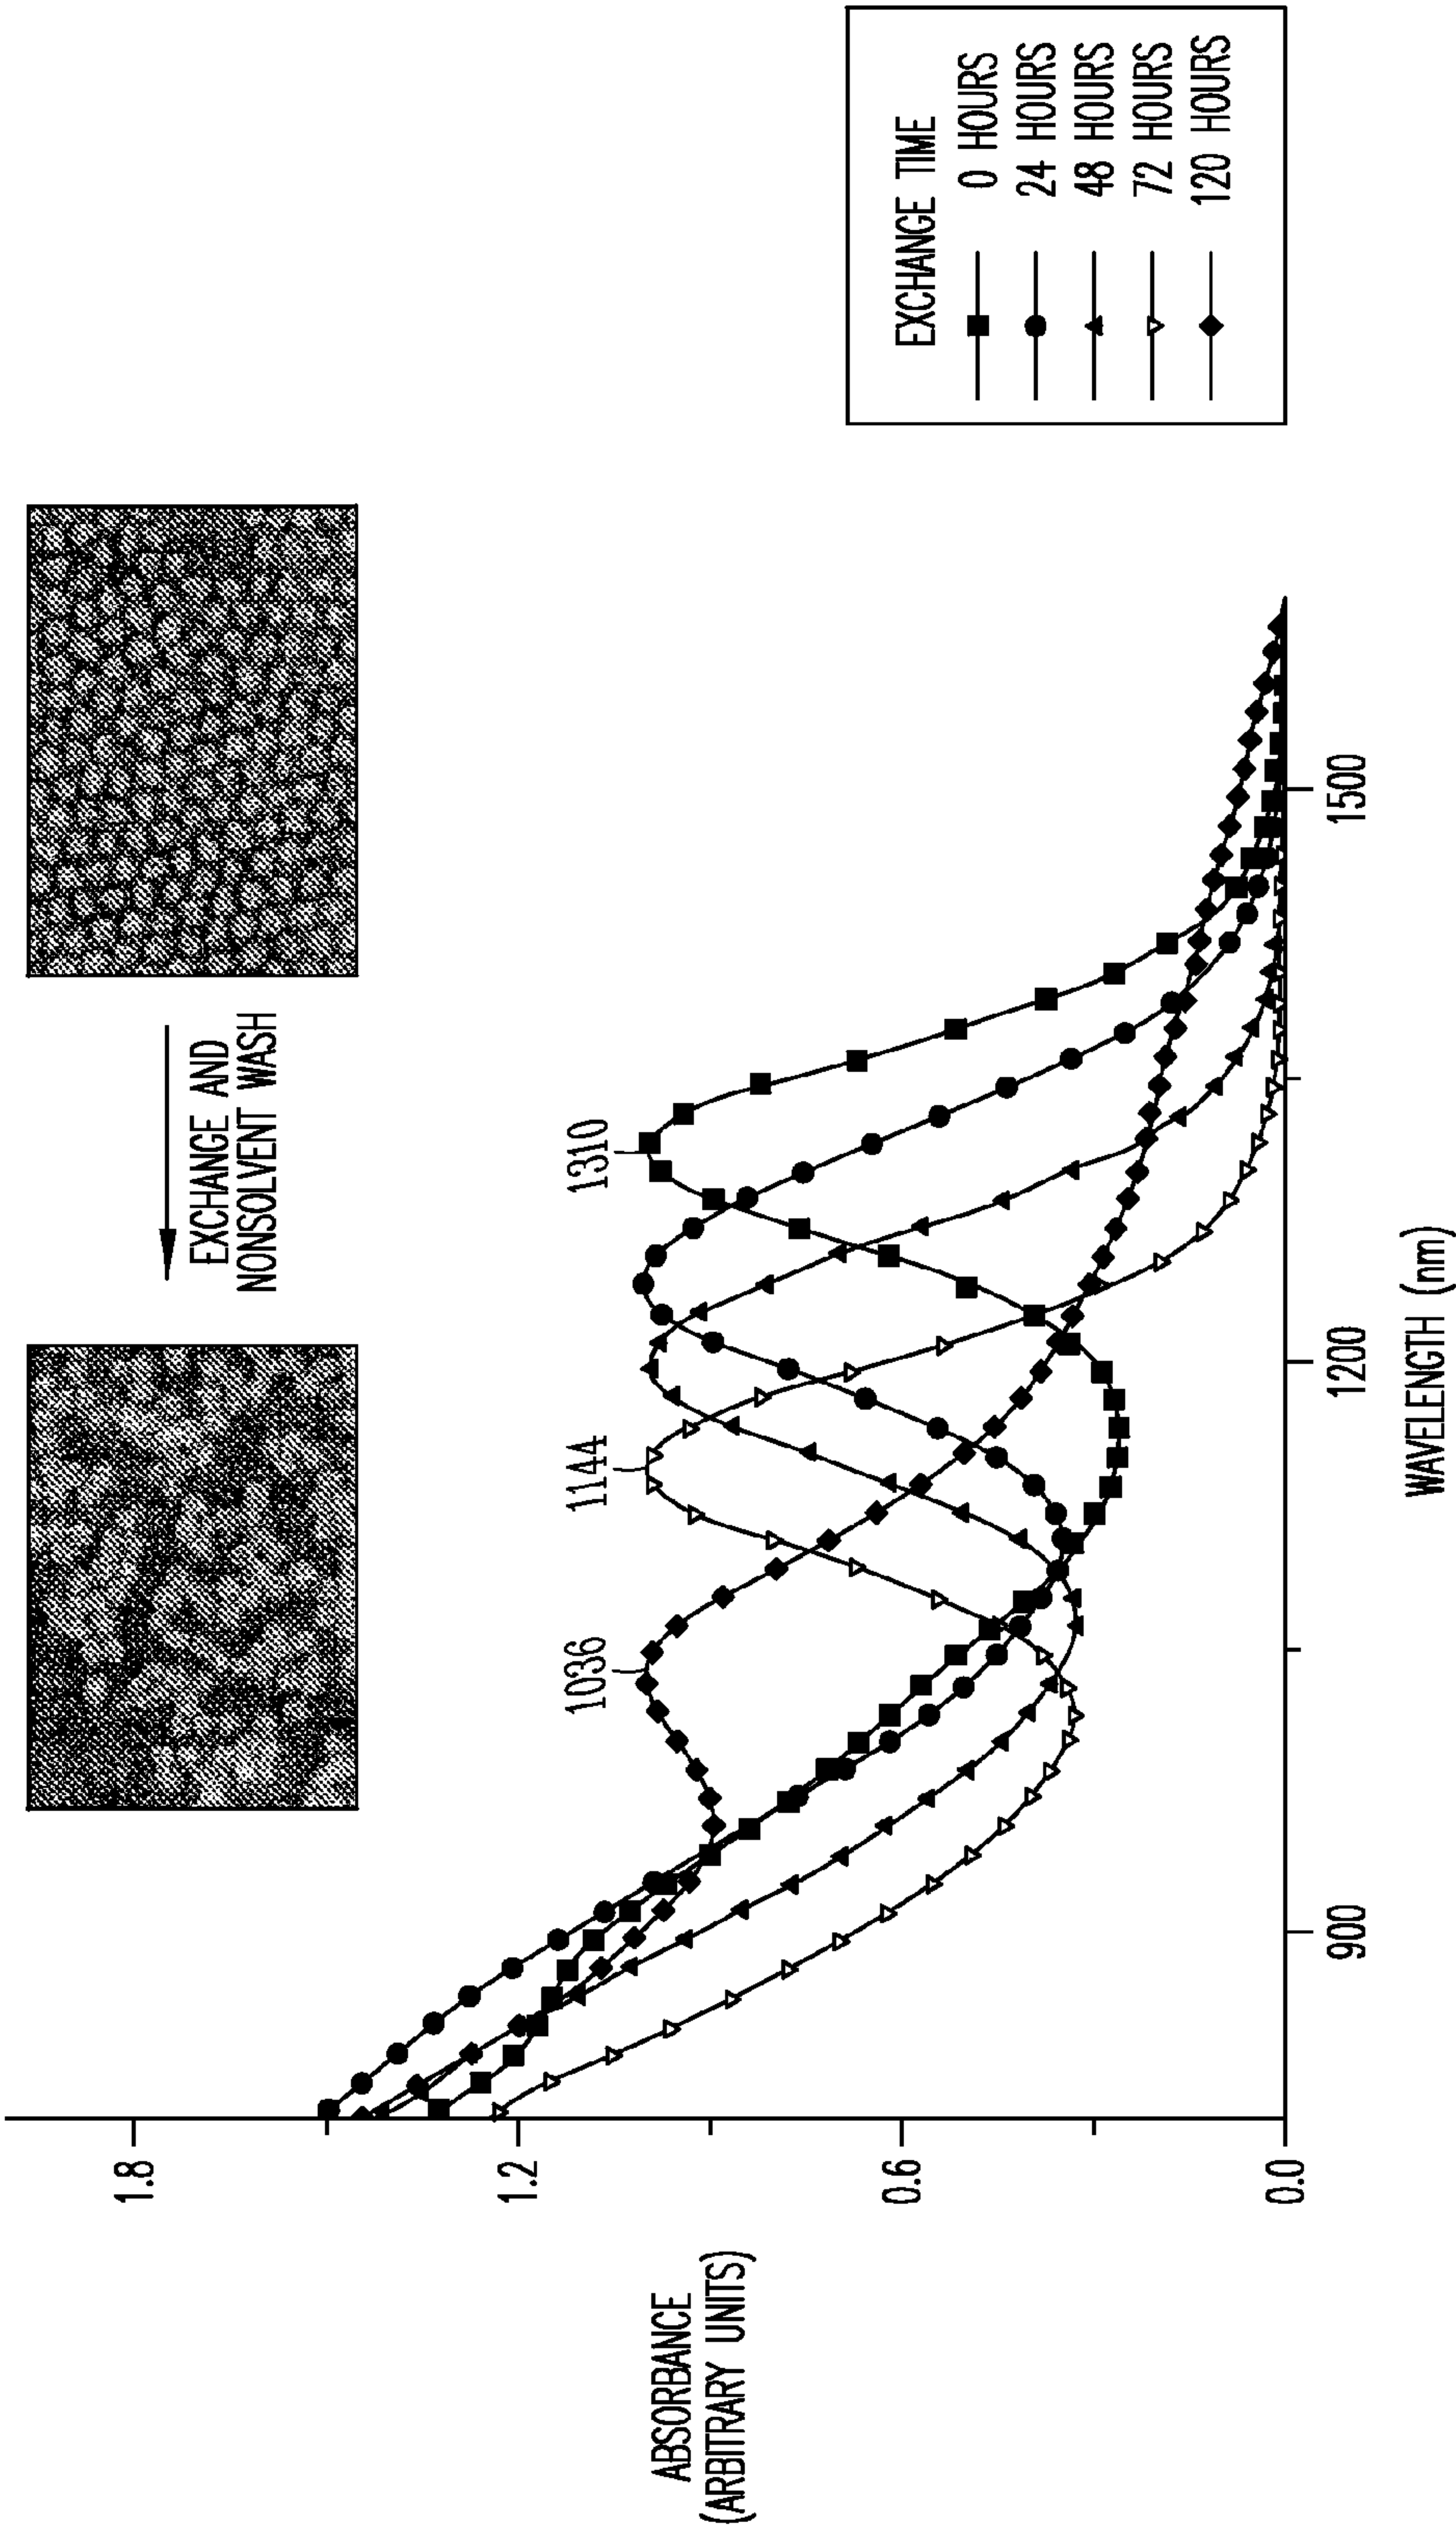 EXCHANGE AND
NONSOLVENT WASH
ABSORBANCE
(ARBITRARY UNITS)
1.8
1.2
0.6
0.0
1036
1144
1310
900
1200
1500
WAVELENGTH (nm)
EXCHANGE TIME
0 HOURS
24 HOURS
48 HOURS
72 HOURS
120 HOURS